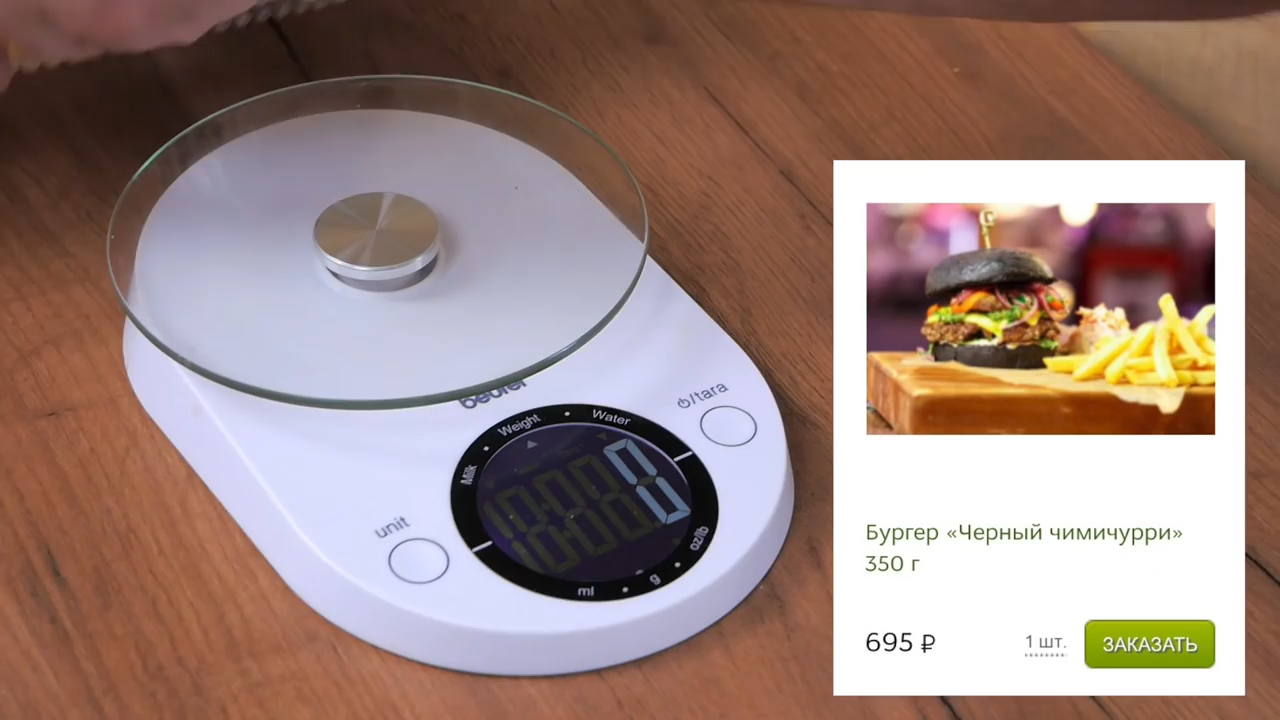 beurer
⏻/tara
Weight • Water
Milk
0
unit
oz/lb
ml • g
Бургер «Черный чимичурри»
350 г
695 ₽
1 шт.
ЗАКАЗАТЬ